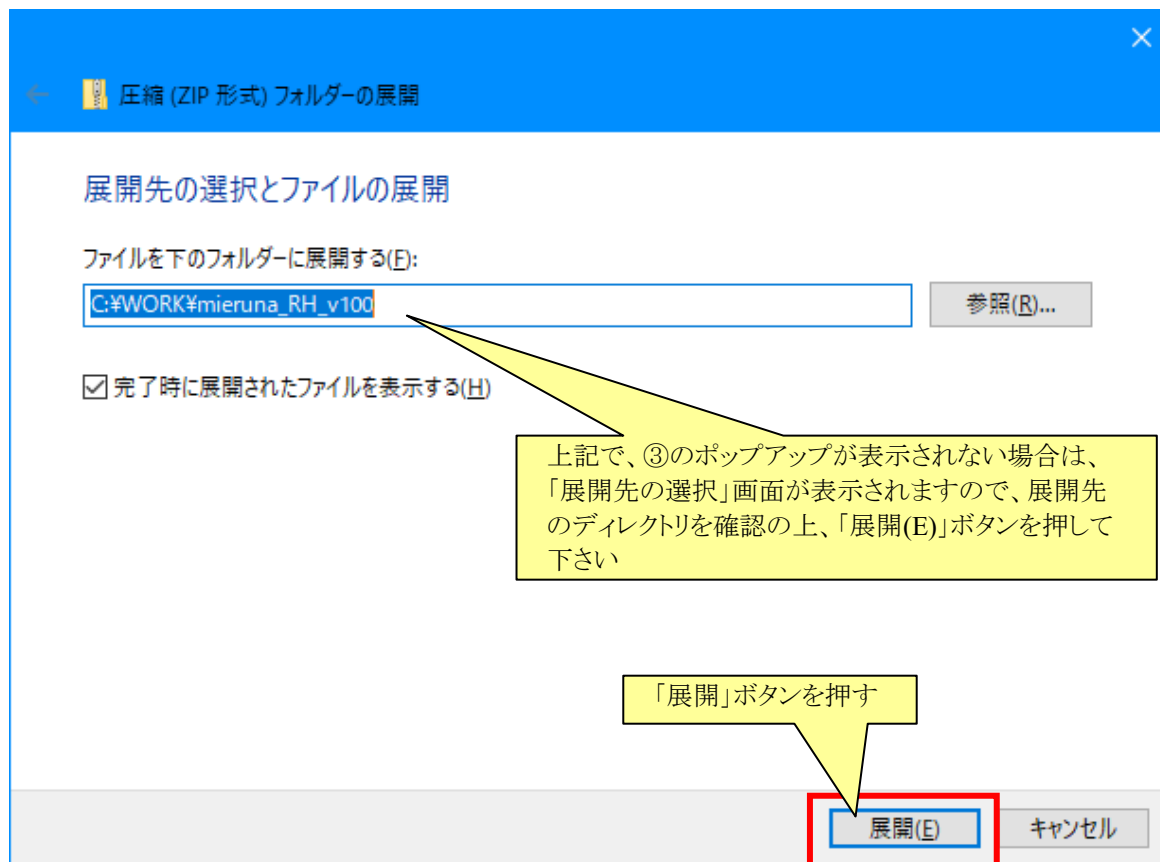 圧縮 (ZIP 形式) フォルダーの展開
展開先の選択とファイルの展開
ファイルを下のフォルダーに展開する(F):
C:¥WORK¥mieruna_RH_v100
参照(R)...
完了時に展開されたファイルを表示する(H)
上記で、③のポップアップが表示されない場合は、
「展開先の選択」画面が表示されますので、展開先
のディレクトリを確認の上、「展開(E)」ボタンを押して
下さい
「展開」ボタンを押す
展開(E)
キャンセル